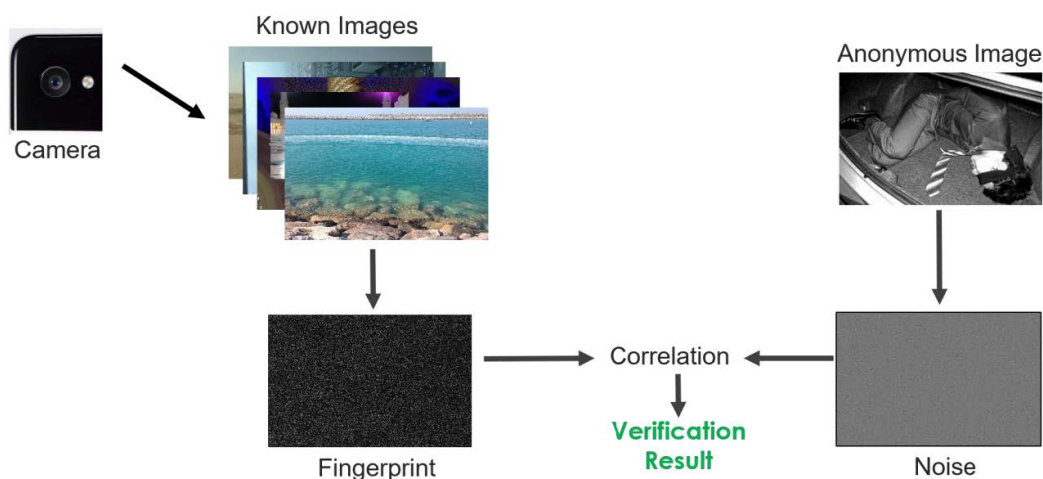 Known Images
Anonymous Image
Camera
Correlation
Verification
Result
Fingerprint
Noise